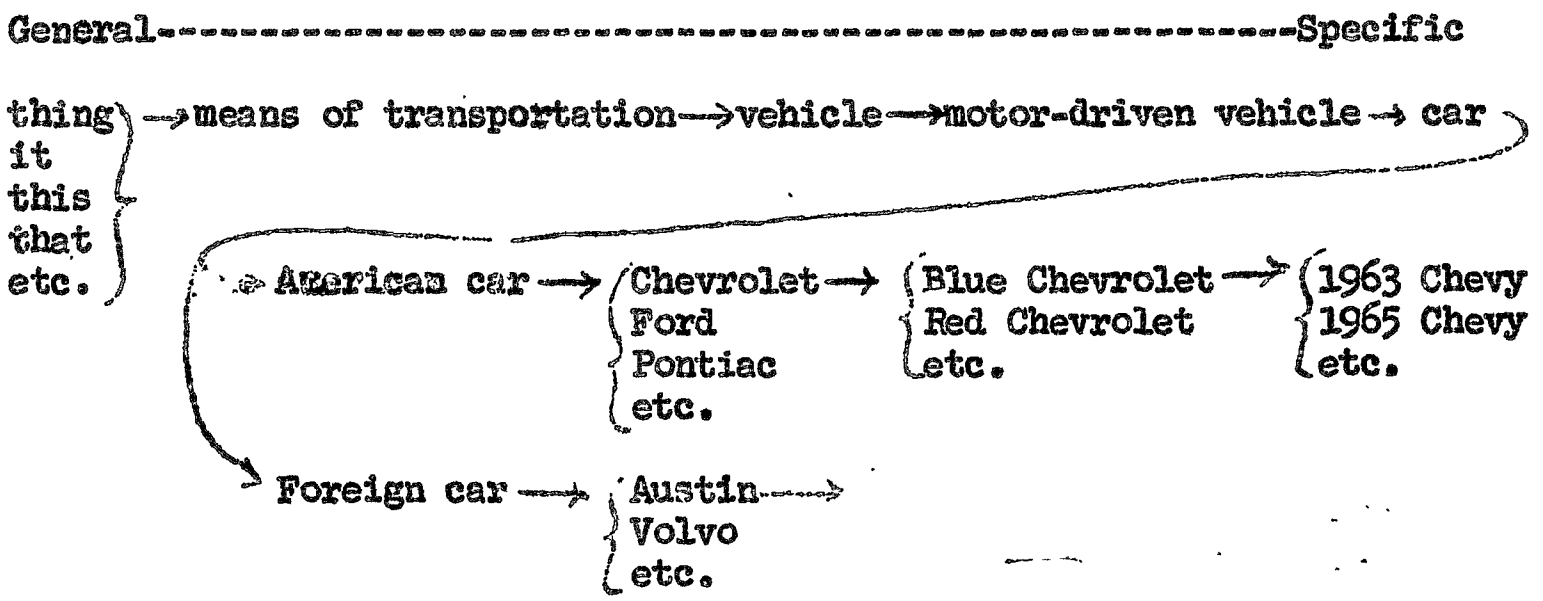 General-------------------------------------------------------Specific
thing → means of transportation → vehicle → motor-driven vehicle → car
it
this
that
etc.
American car → Chevrolet → Blue Chevrolet → 1963 Chevy
Ford Red Chevrolet 1965 Chevy
Pontiac etc. etc.
etc.
Foreign car → Austin →
Volvo
etc.